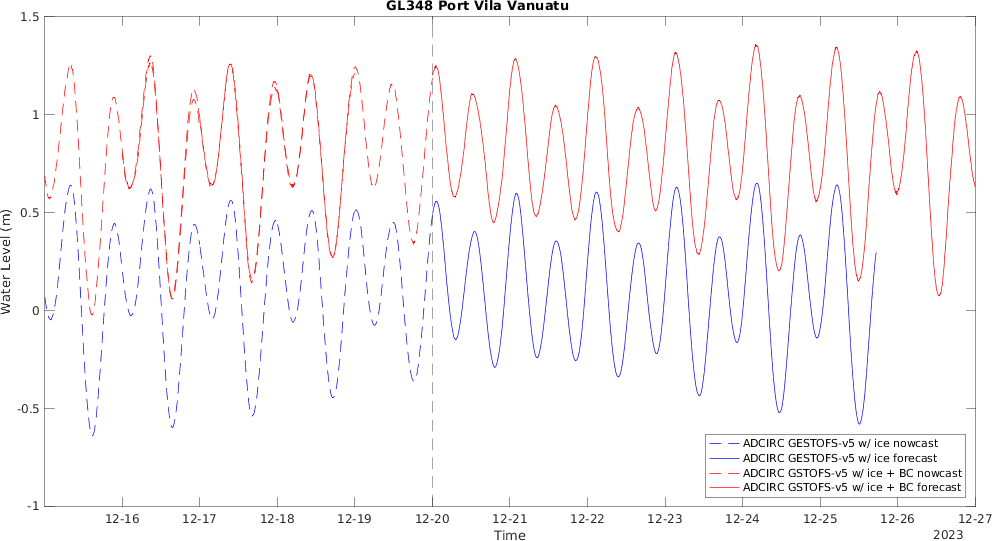 GL348 Port Vila Vanuatu
1.5
1
0.5
0
-0.5
-1
Water Level (m)
12-16
12-17
12-18
12-19
12-20
12-21
12-22
12-23
12-24
12-25
12-26
12-27
Time
2023
ADCIRC GESTOFS-v5 w/ ice nowcast
ADCIRC GESTOFS-v5 w/ ice forecast
ADCIRC GSTOFS-v5 w/ ice + BC nowcast
ADCIRC GSTOFS-v5 w/ ice + BC forecast